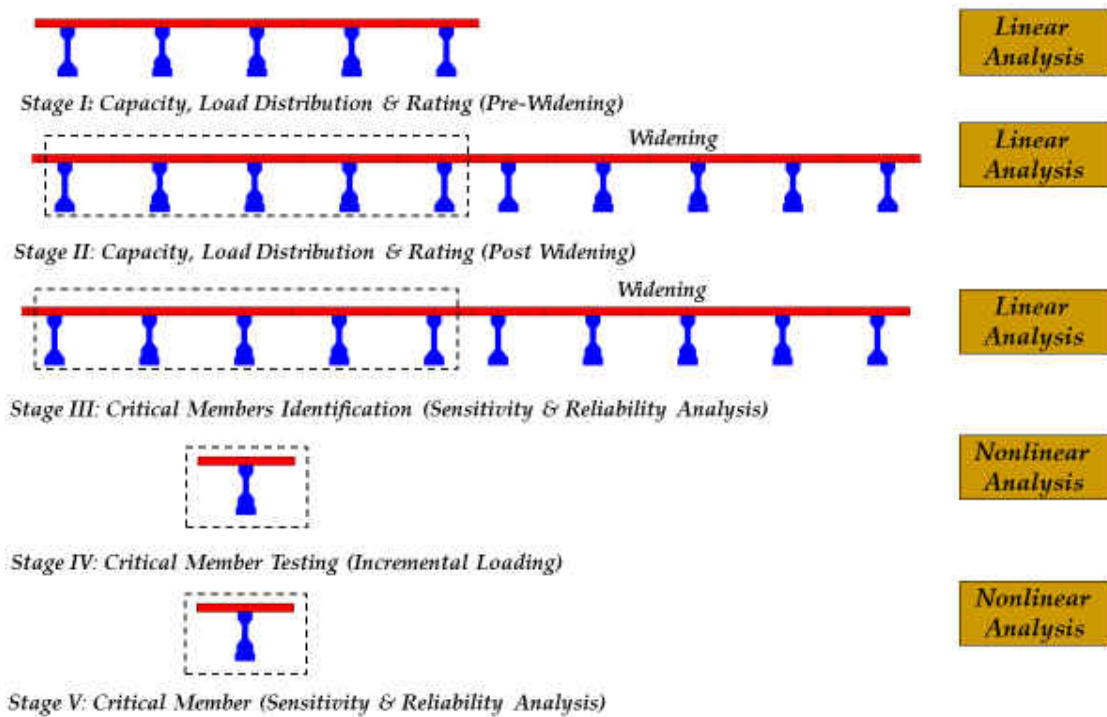 Linear
Analysis
Stage I: Capacity, Load Distribution & Rating (Pre-Widening)
Widening
Linear
Analysis
Stage II: Capacity, Load Distribution & Rating (Post Widening)
Widening
Linear
Analysis
Stage III: Critical Members Identification (Sensitivity & Reliability Analysis)
Nonlinear
Analysis
Stage IV: Critical Member Testing (Incremental Loading)
Nonlinear
Analysis
Stage V: Critical Member (Sensitivity & Reliability Analysis)